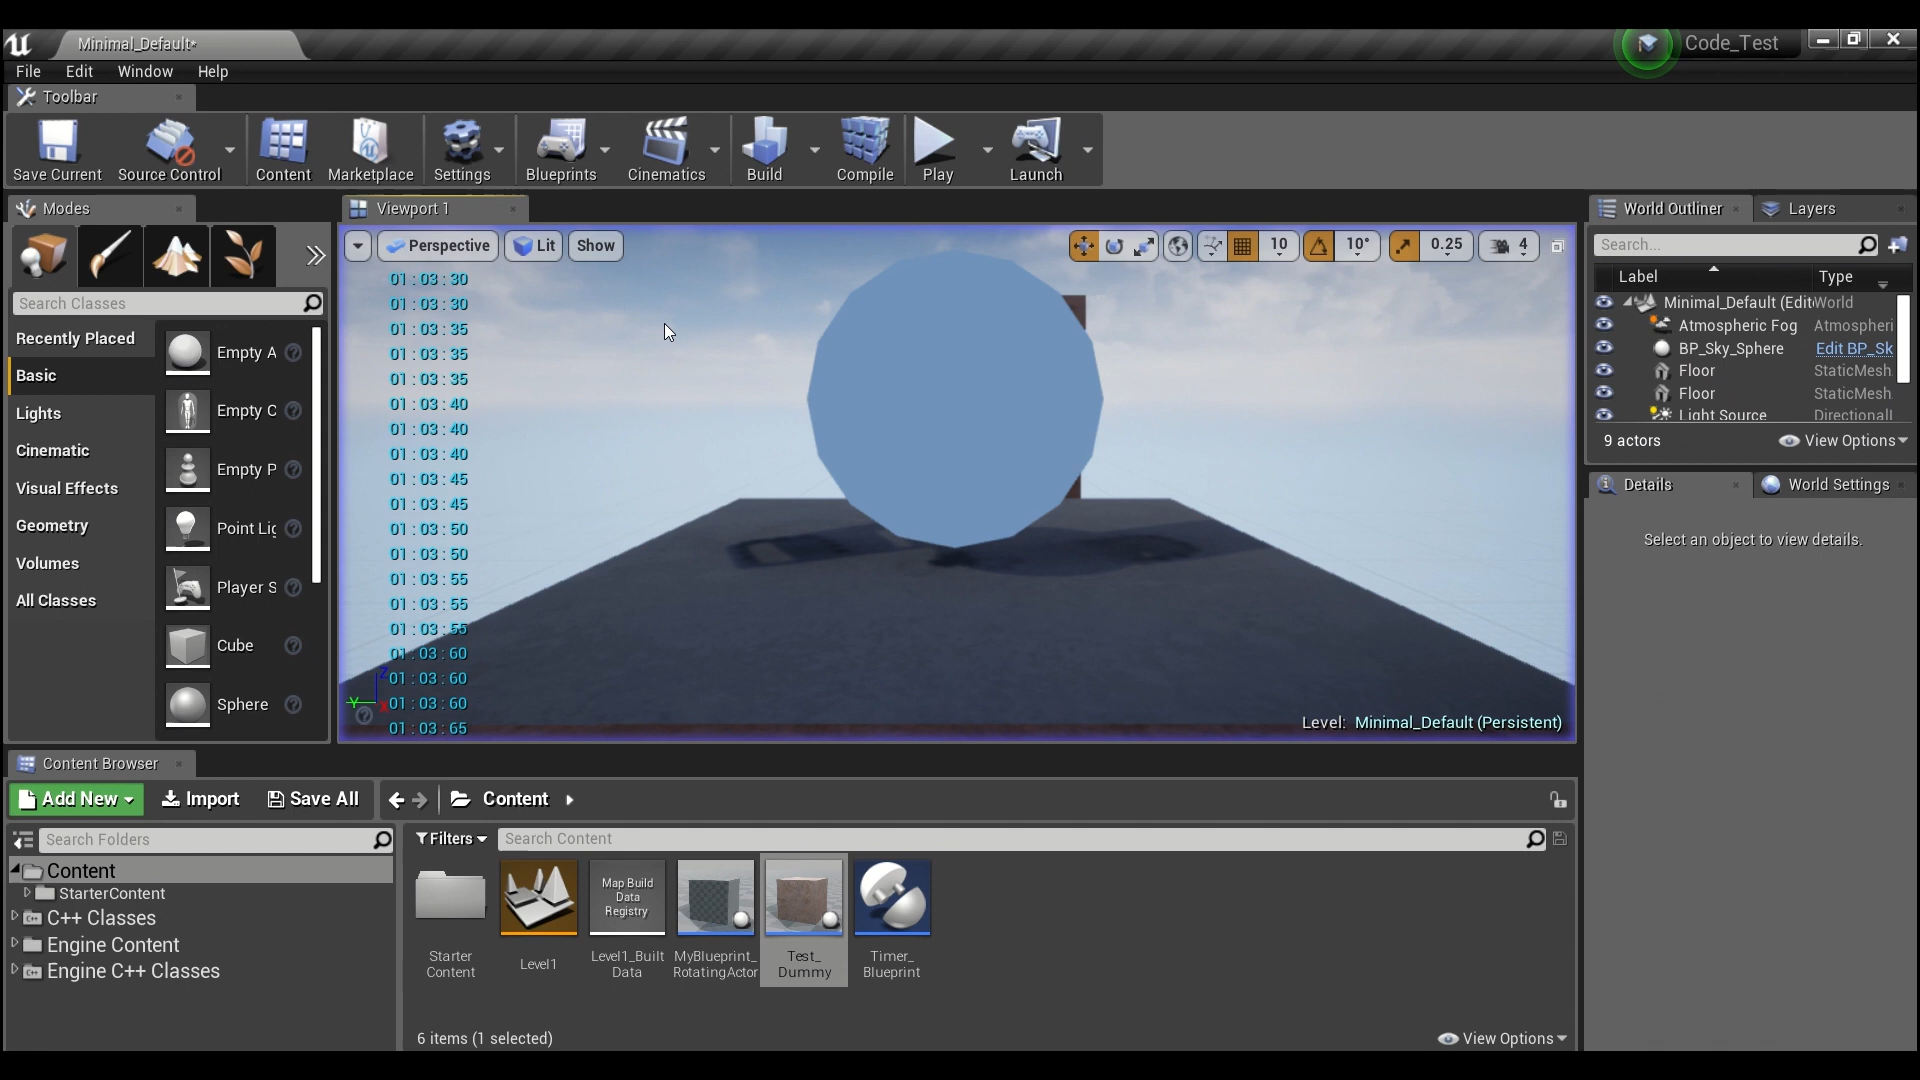 Minimal_Default*
Code_Test
File Edit Window Help
Toolbar
Save Current Source Control Content Marketplace Settings Blueprints Cinematics Build Compile Play Launch
Modes
Search Classes
Recently Placed
Basic
Lights
Cinematic
Visual Effects
Geometry
Volumes
All Classes
Empty A
Empty C
Empty P
Point Lig
Player S
Cube
Sphere
Viewport 1
Perspective Lit Show
10 10° 0.25 4
01 : 03 : 30
01 : 03 : 30
01 : 03 : 35
01 : 03 : 35
01 : 03 : 35
01 : 03 : 40
01 : 03 : 40
01 : 03 : 40
01 : 03 : 45
01 : 03 : 45
01 : 03 : 50
01 : 03 : 50
01 : 03 : 55
01 : 03 : 55
01 : 03 : 55
01 : 03 : 60
01 : 03 : 60
01 : 03 : 60
01 : 03 : 65
Z
Y
X
Level: Minimal_Default (Persistent)
World Outliner Layers
Search...
Label Type
Minimal_Default (Edit World
Atmospheric Fog Atmospheri
BP_Sky_Sphere Edit BP_Sk
Floor StaticMesh
Floor StaticMesh
Light Source Directionall
9 actors View Options
Details World Settings
Select an object to view details.
Content Browser
Add New Import Save All Content
Search Folders
Content
StarterContent
C++ Classes
Engine Content
Engine C++ Classes
Filters Search Content
Map Build
Data
Registry
Starter
Content
Level1
Level1_Built
Data
MyBlueprint_
RotatingActor
Test_
Dummy
Timer_
Blueprint
6 items (1 selected)
View Options